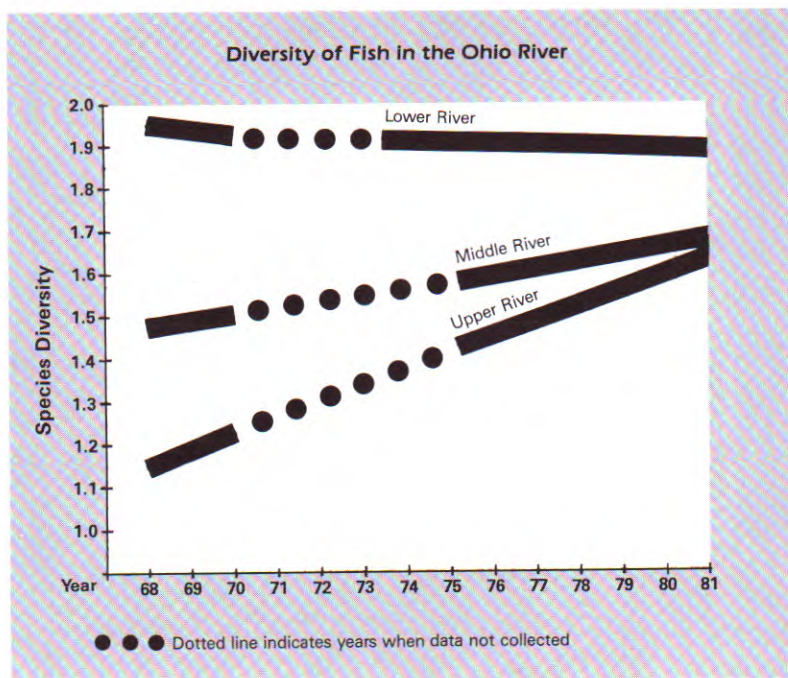 Diversity of Fish in the Ohio River
2.0
Lower River
1.9
1.8
1.7
Middle River
1.6
Upper River
1.5
1.4
1.3
1.2
1.1
1.0
Species Diversity
Year 68 69 70 71 72 73 74 75 76 77 78 79 80 81
Dotted line indicates years when data not collected